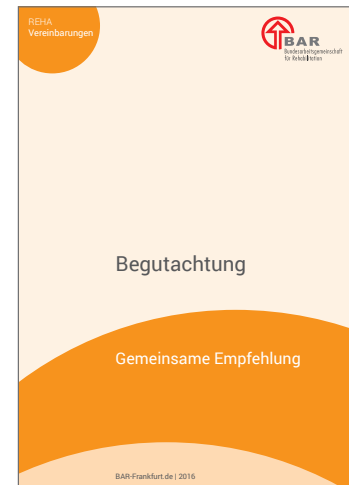 REHA
Vereinbarungen
BAR
Bundesarbeitsgemeinschaft
für Rehabilitation
Begutachtung
Gemeinsame Empfehlung
BAR-Frankfurt.de | 2016